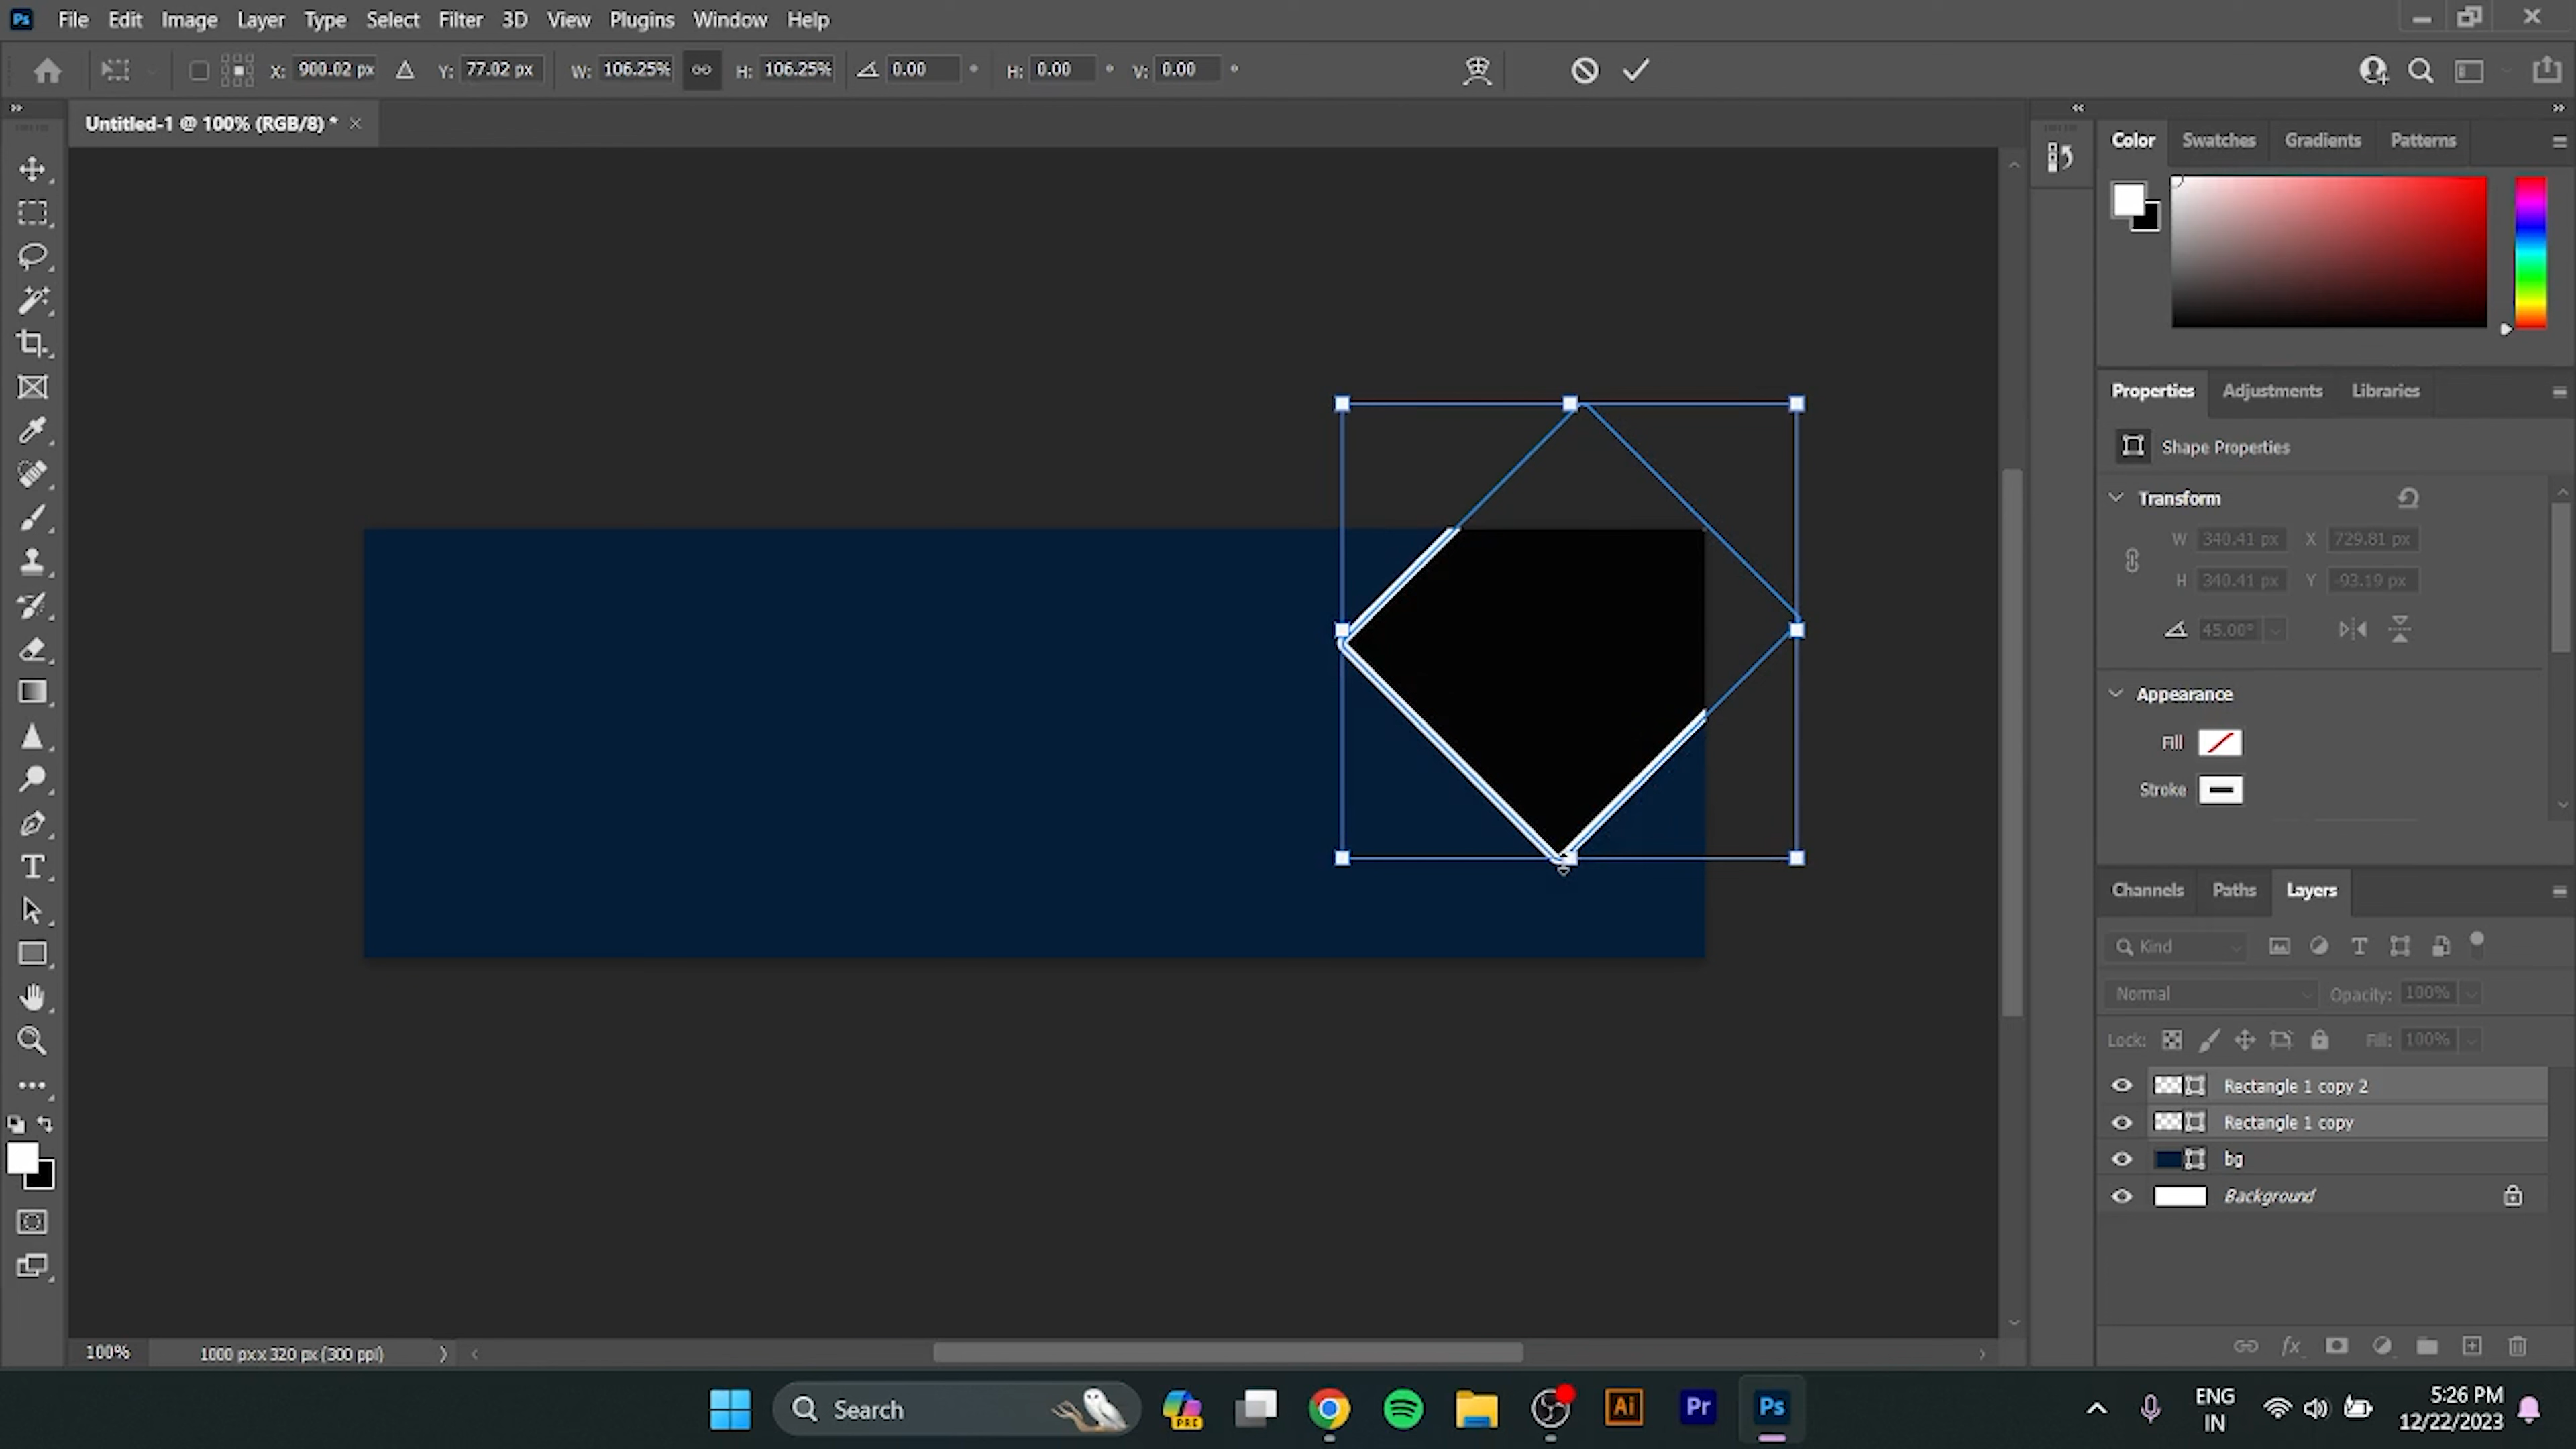 Ps File Edit Image Layer Type Select Filter 3D View Plugins Window Help
X: 900.02 px Y: 77.02 px W: 106.25% H: 106.25% 0.00 ° H: 0.00 ° V: 0.00 °
Untitled-1 @ 100% (RGB/8) * ×
Color Swatches Gradients Patterns
Properties Adjustments Libraries
Shape Properties
Transform
W 340.41 px X 729.81 px
H 340.41 px Y -93.19 px
45.00°
Appearance
Fill
Stroke
Channels Paths Layers
Kind
Normal Opacity: 100%
Lock: Fill: 100%
Rectangle 1 copy 2
Rectangle 1 copy
bg
Background
100% 1000 px x 320 px (300 ppi)
Search PRE Ai Pr Ps ENG IN 5:26 PM 12/22/2023